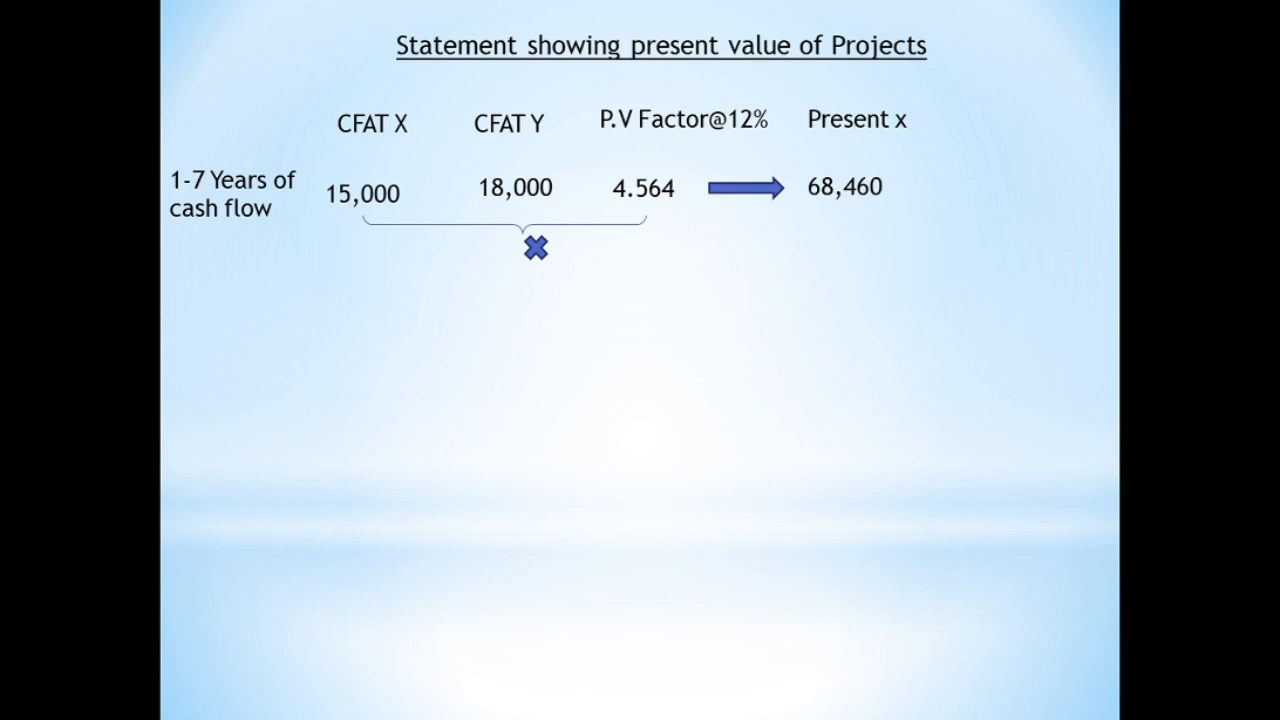 Statement showing present value of Projects
CFAT X CFAT Y P.V Factor@12% Present x
1-7 Years of
cash flow
15,000 18,000 4.564 68,460